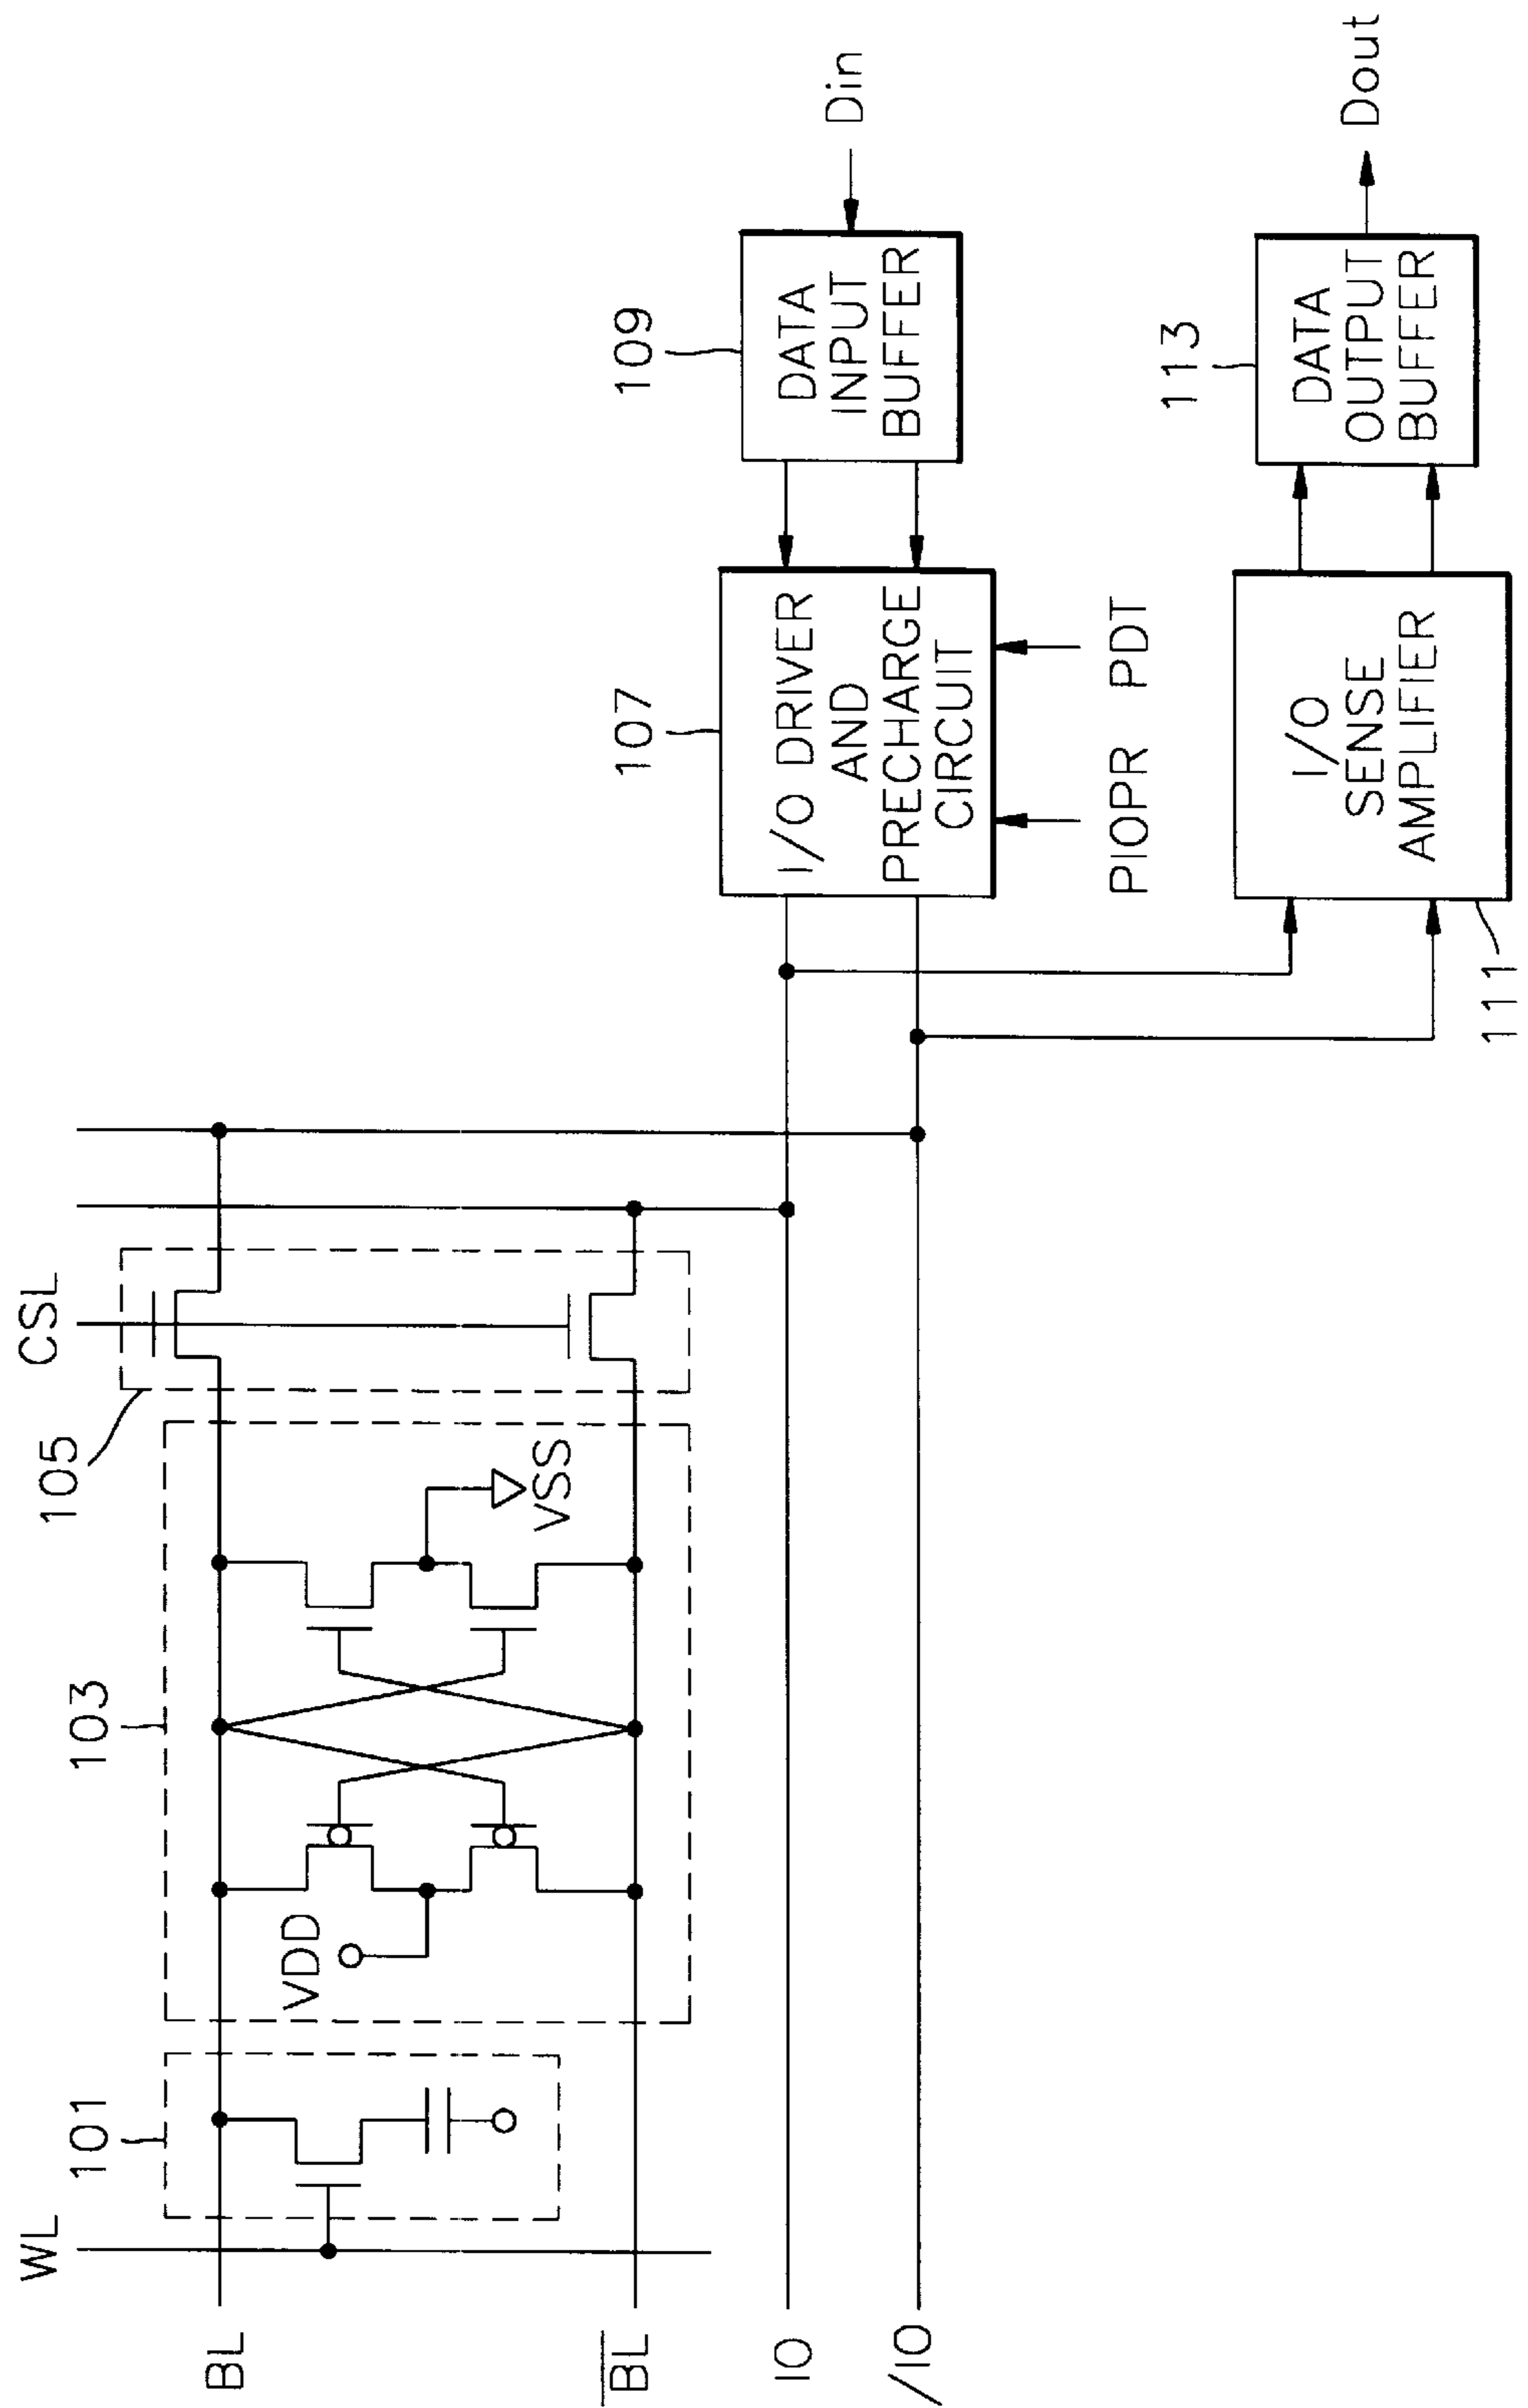 WL
101
103
105
CSL
BL
VDD
VSS
BL
IO
/IO
107
I/O DRIVER
AND
PRECHARGE
CIRCUIT
PIOPR
PDT
109
DATA
INPUT
BUFFER
Din
111
I/O
SENSE
AMPLIFIER
113
DATA
OUTPUT
BUFFER
Dout